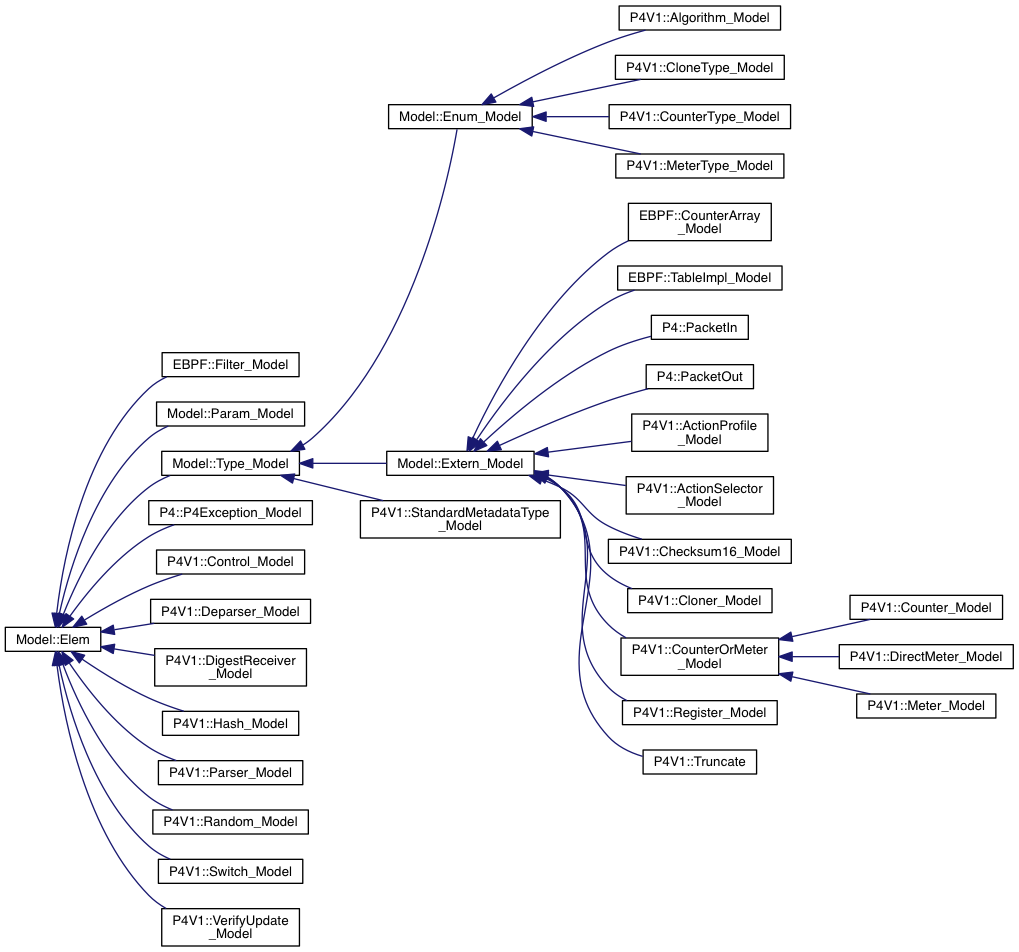 P4V1::Algorithm_Model
P4V1::CloneType_Model
Model::Enum_Model
P4V1::CounterType_Model
P4V1::MeterType_Model
EBPF::CounterArray
_Model
EBPF::TableImpl_Model
P4::PacketIn
EBPF::Filter_Model
P4::PacketOut
Model::Param_Model
P4V1::ActionProfile
_Model
Model::Type_Model
Model::Extern_Model
P4V1::ActionSelector
_Model
P4::P4Exception_Model
P4V1::StandardMetadataType
_Model
P4V1::Control_Model
P4V1::Checksum16_Model
P4V1::Deparser_Model
P4V1::Cloner_Model
P4V1::Counter_Model
Model::Elem
P4V1::DigestReceiver
_Model
P4V1::CounterOrMeter
_Model
P4V1::DirectMeter_Model
P4V1::Hash_Model
P4V1::Register_Model
P4V1::Meter_Model
P4V1::Parser_Model
P4V1::Truncate
P4V1::Random_Model
P4V1::Switch_Model
P4V1::VerifyUpdate
_Model